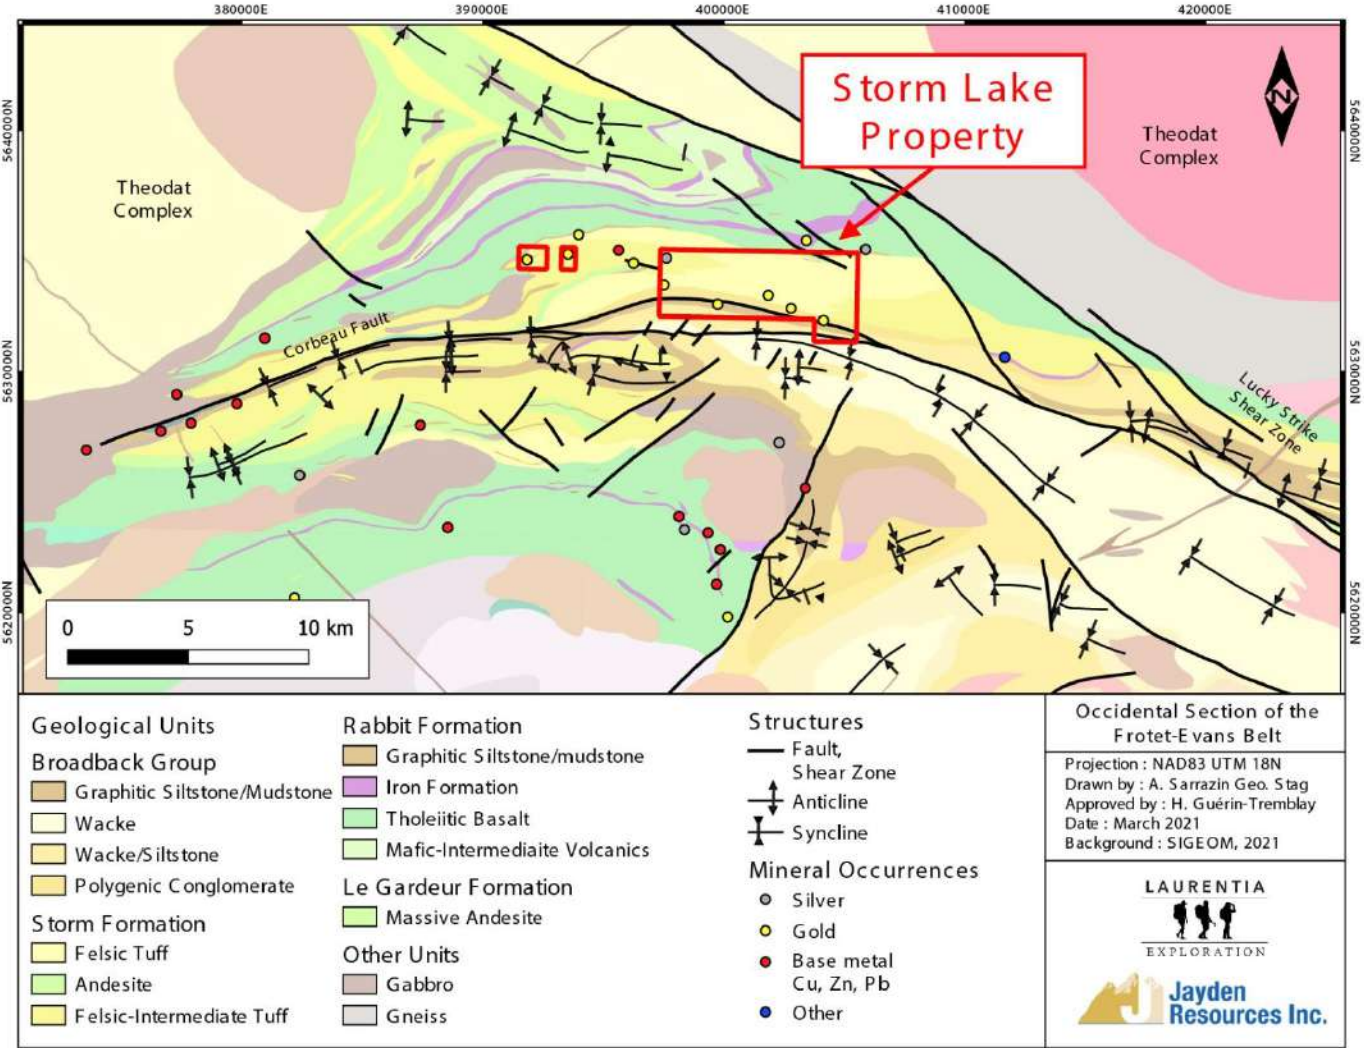 380000E
390000E
400000E
410000E
420000E
5640000N
5630000N
5620000N
5640000N
5630000N
5620000N
Storm Lake
Property
N
Theodat
Complex
Theodat
Complex
Corbeau Fault
Lucky Strike
Shear Zone
0 5 10 km
Geological Units
Broadback Group
Graphitic Siltstone/Mudstone
Wacke
Wacke/Siltstone
Polygenic Conglomerate
Storm Formation
Felsic Tuff
Andesite
Felsic-Intermediate Tuff
Rabbit Formation
Graphitic Siltstone/mudstone
Iron Formation
Tholeiitic Basalt
Mafic-Intermediaite Volcanics
Le Gardeur Formation
Massive Andesite
Other Units
Gabbro
Gneiss
Structures
Fault,
Shear Zone
Anticline
Syncline
Mineral Occurrences
Silver
Gold
Base metal
Cu, Zn, Pb
Other
Occidental Section of the
Frotet-Evans Belt
Projection : NAD83 UTM 18N
Drawn by : A. Sarrazin Geo. Stag
Approved by : H. Guérin-Tremblay
Date : March 2021
Background : SIGEOM, 2021
LAURENTIA
EXPLORATION
J
Jayden
Resources Inc.